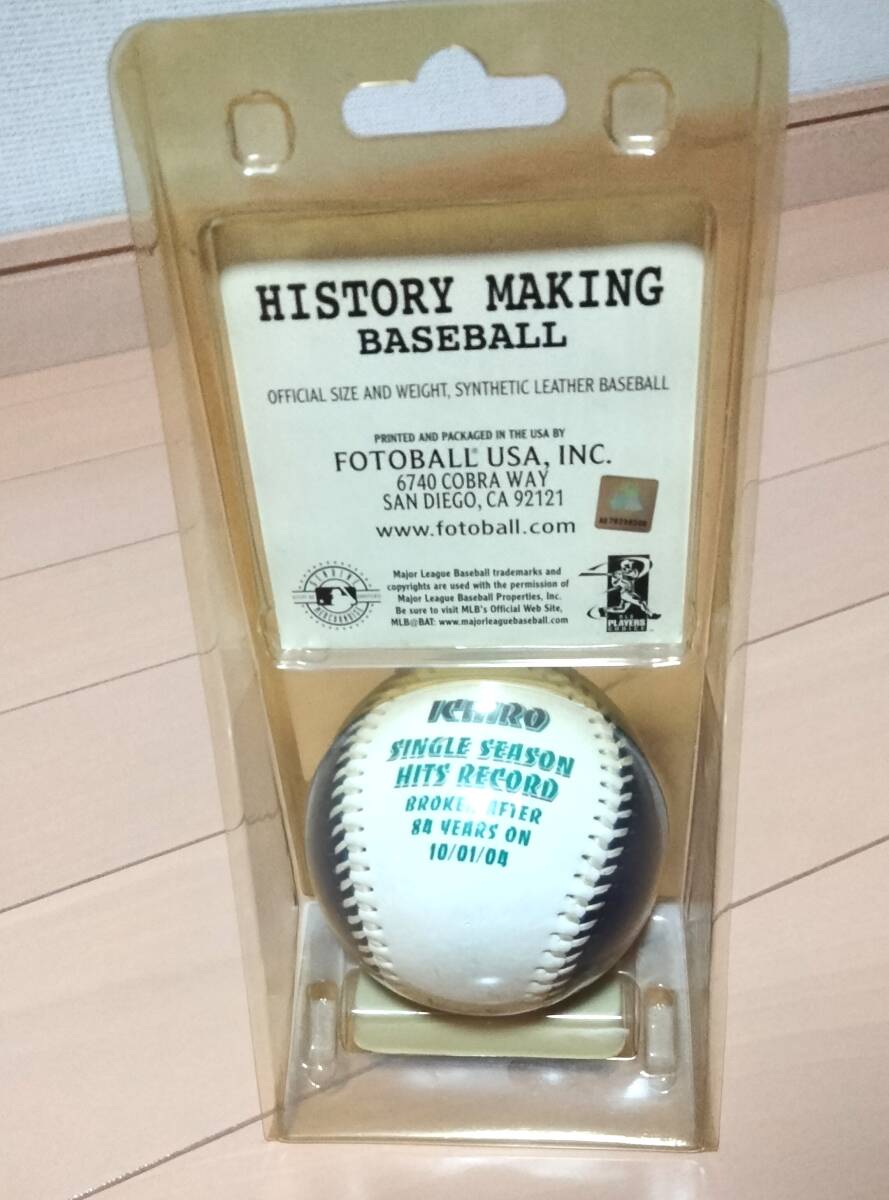 HISTORY MAKING
BASEBALL
OFFICIAL SIZE AND WEIGHT, SYNTHETIC LEATHER BASEBALL
PRINTED AND PACKAGED IN THE USA BY
FOTOBALL® USA, INC.
6740 COBRA WAY
SAN DIEGO, CA 92121
www.fotoball.com
GENUINE
MERCHANDISE
Major League Baseball trademarks and
copyrights are used with the permission of
Major League Baseball Properties, Inc.
Be sure to visit MLB's Official Web Site,
MLB@BAT: www.majorleaguebaseball.com
PLAYERS
CHOICE
ICHIRO
SINGLE SEASON
HITS RECORD
BROKEN AFTER
84 YEARS ON
10/01/04